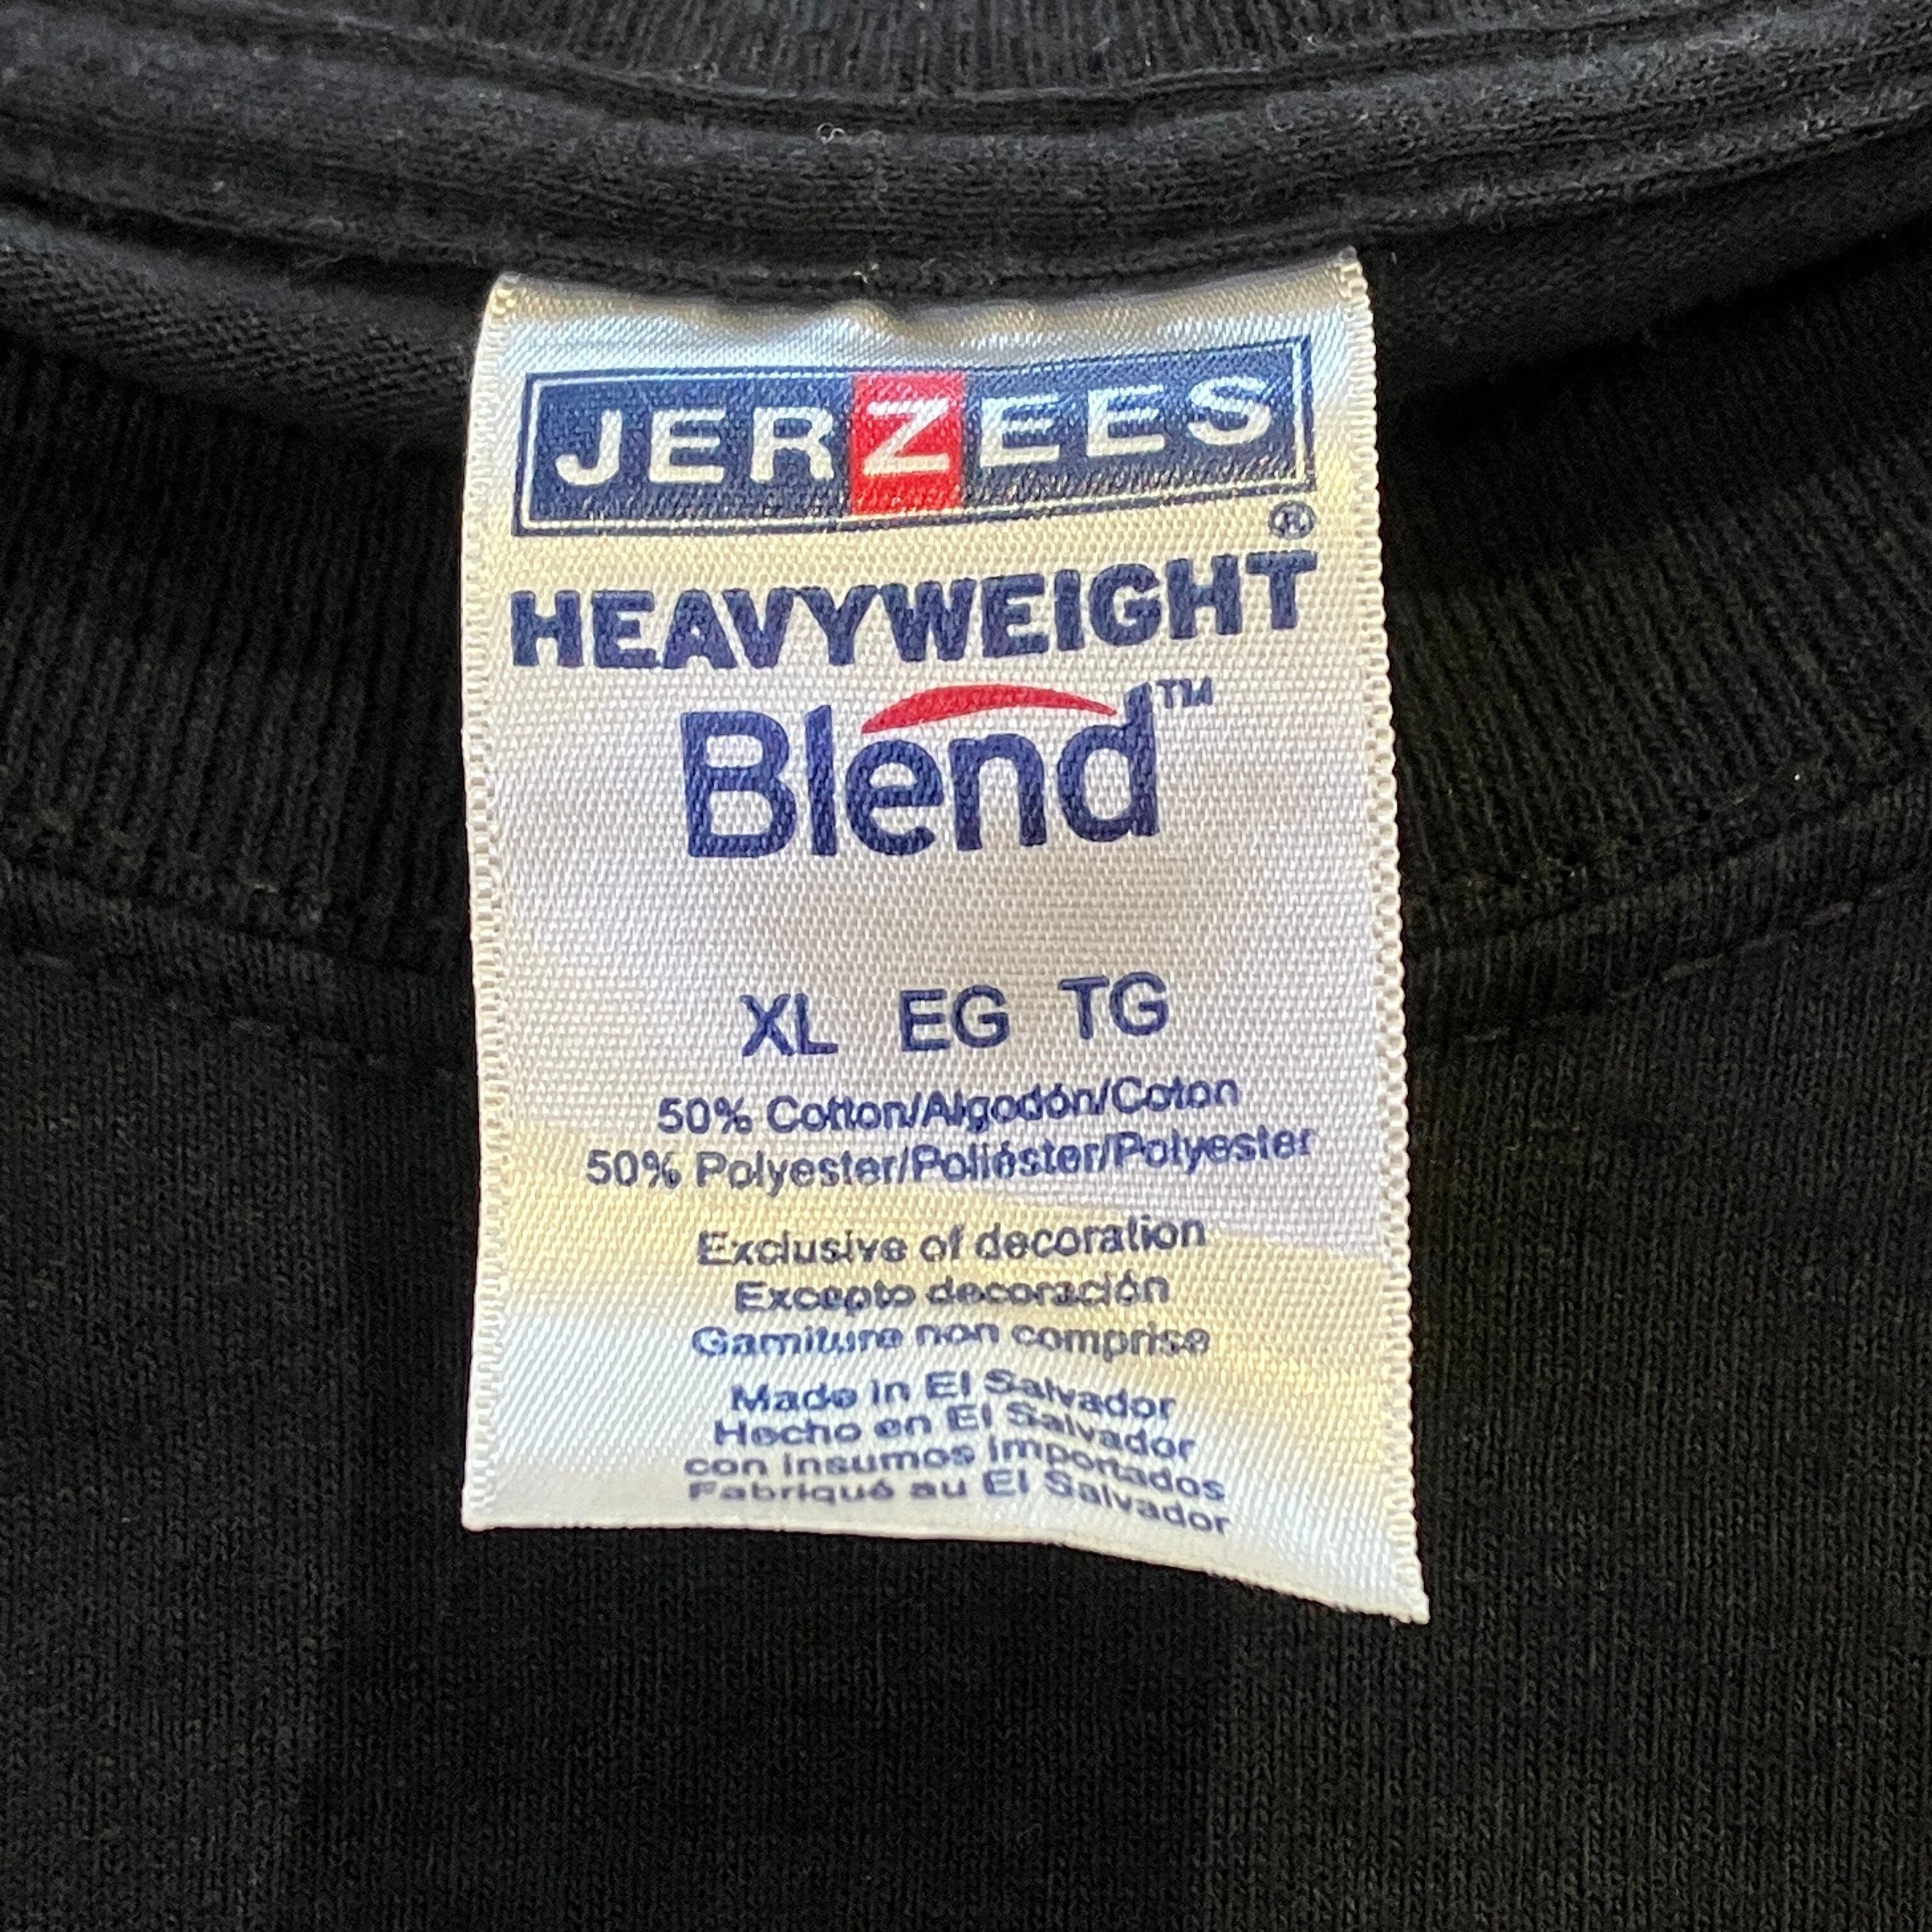 JERZEES
®
HEAVYWEIGHT
Blend™
XL EG TG
50% Cotton/Algodón/Coton
50% Polyester/Poliéster/Polyester
Exclusive of decoration
Excepto decoración
Garniture non comprise
Made in El Salvador
Hecho en El Salvador
con insumos importados
Fabriqué au El Salvador